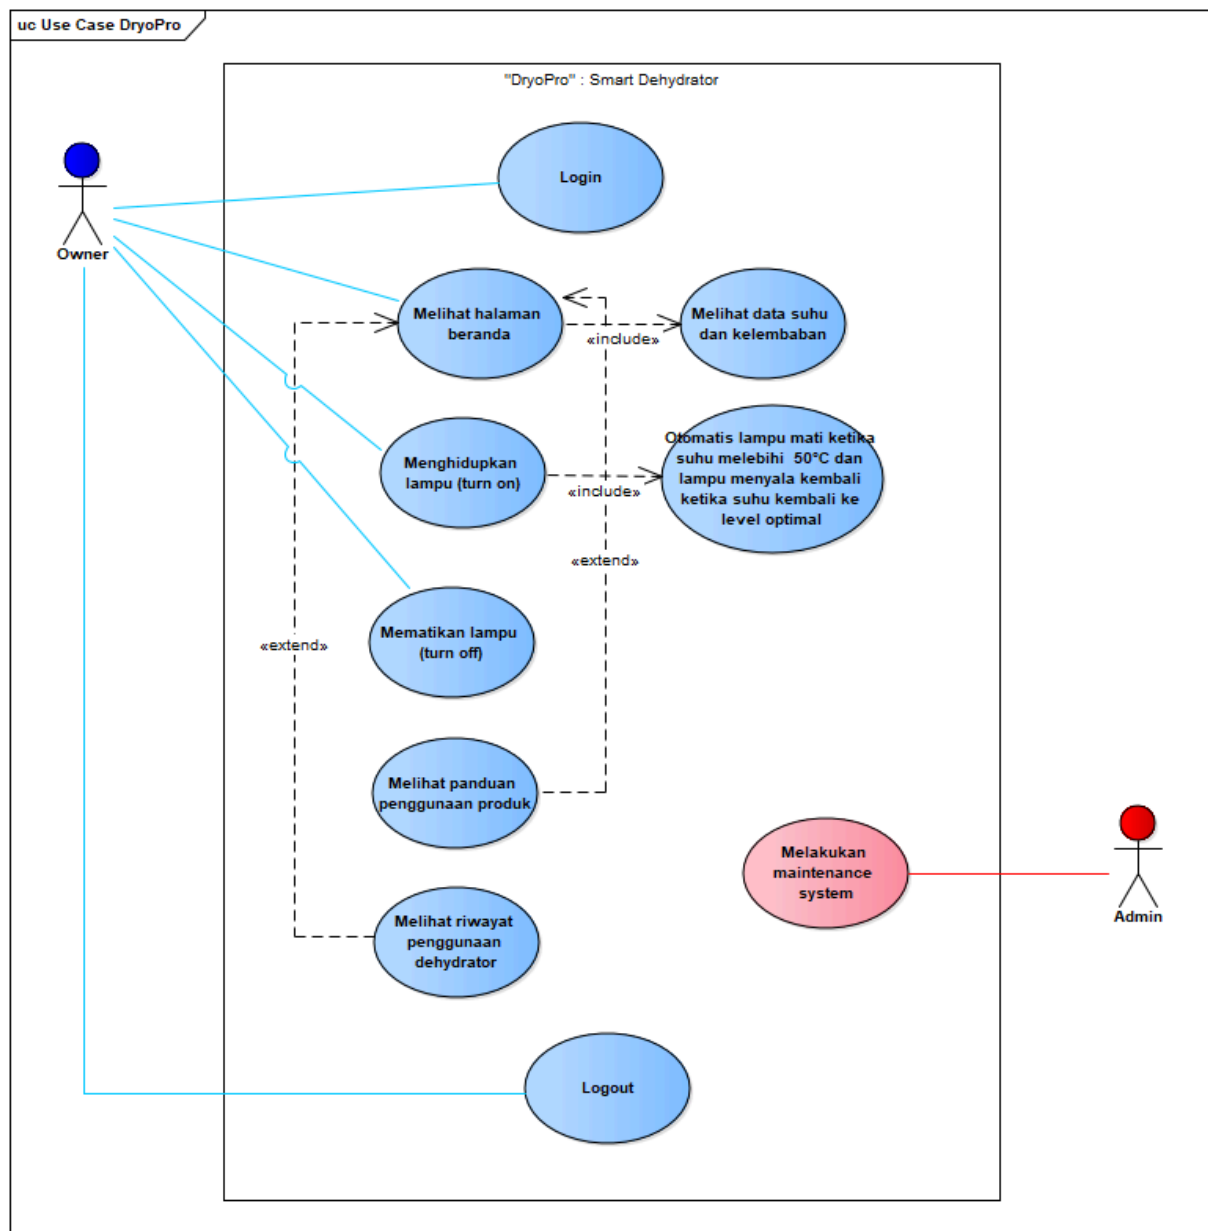 uc Use Case DryoPro
"DryoPro" : Smart Dehydrator
Login
Owner
Melihat halaman
beranda
«include»
Melihat data suhu
dan kelembaban
Menghidupkan
lampu (turn on)
«include»
Otomatis lampu mati ketika
suhu melebihi 50°C dan
lampu menyala kembali
ketika suhu kembali ke
level optimal
«extend»
Mematikan lampu
(turn off)
«extend»
Melihat panduan
penggunaan produk
Melakukan
maintenance
system
Admin
Melihat riwayat
penggunaan
dehydrator
Logout